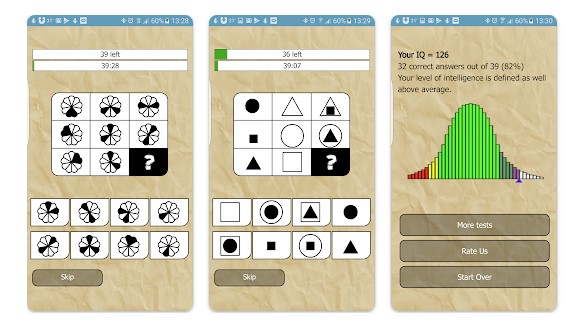 60% 13:28
39 left
39:28
?
Skip
60% 13:29
36 left
39:07
?
Skip
60% 13:30
Your IQ = 126
32 correct answers out of 39 (82%)
Your level of intelligence is defined as well
above average.
More tests
Rate Us
Start Over